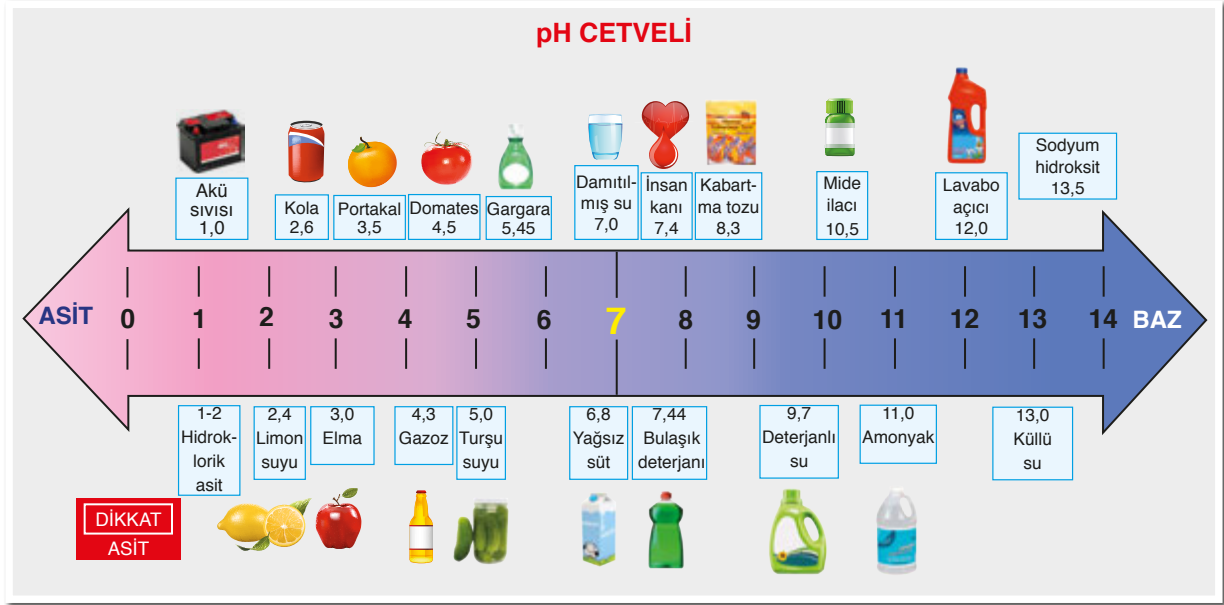 pH CETVELİ
Akü
sıvısı
1,0
Kola
2,6
Portakal
3,5
Domates
4,5
Gargara
5,45
Damıtıl-
mış su
7,0
İnsan
kanı
7,4
Kabart-
ma tozu
8,3
Mide
ilacı
10,5
Lavabo
açıcı
12,0
Sodyum
hidroksit
13,5
ASİT 0 1 2 3 4 5 6 7 8 9 10 11 12 13 14 BAZ
1-2
Hidrok-
lorik
asit
2,4
Limon
suyu
3,0
Elma
4,3
Gazoz
5,0
Turşu
suyu
6,8
Yağsız
süt
7,44
Bulaşık
deterjanı
9,7
Deterjanlı
su
11,0
Amonyak
13,0
Küllü
su
DİKKAT
ASİT